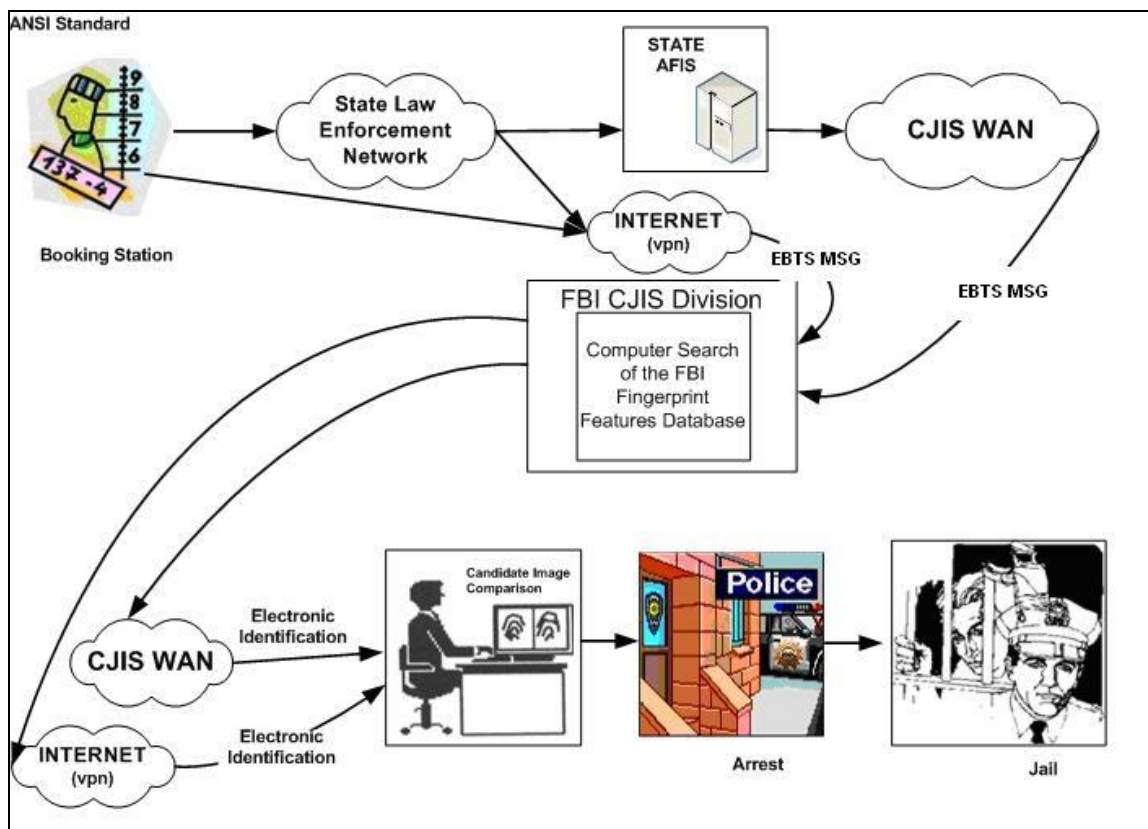 ANSI Standard
9
8
7
6
137-4
Booking Station
State Law
Enforcement
Network
STATE
AFIS
CJIS WAN
INTERNET
(vpn)
EBTS MSG
EBTS MSG
FBI CJIS Division
Computer Search
of the FBI
Fingerprint
Features Database
CJIS WAN
Electronic
Identification
INTERNET
(vpn)
Electronic
Identification
Candidate Image
Comparison
Police
Arrest
Jail